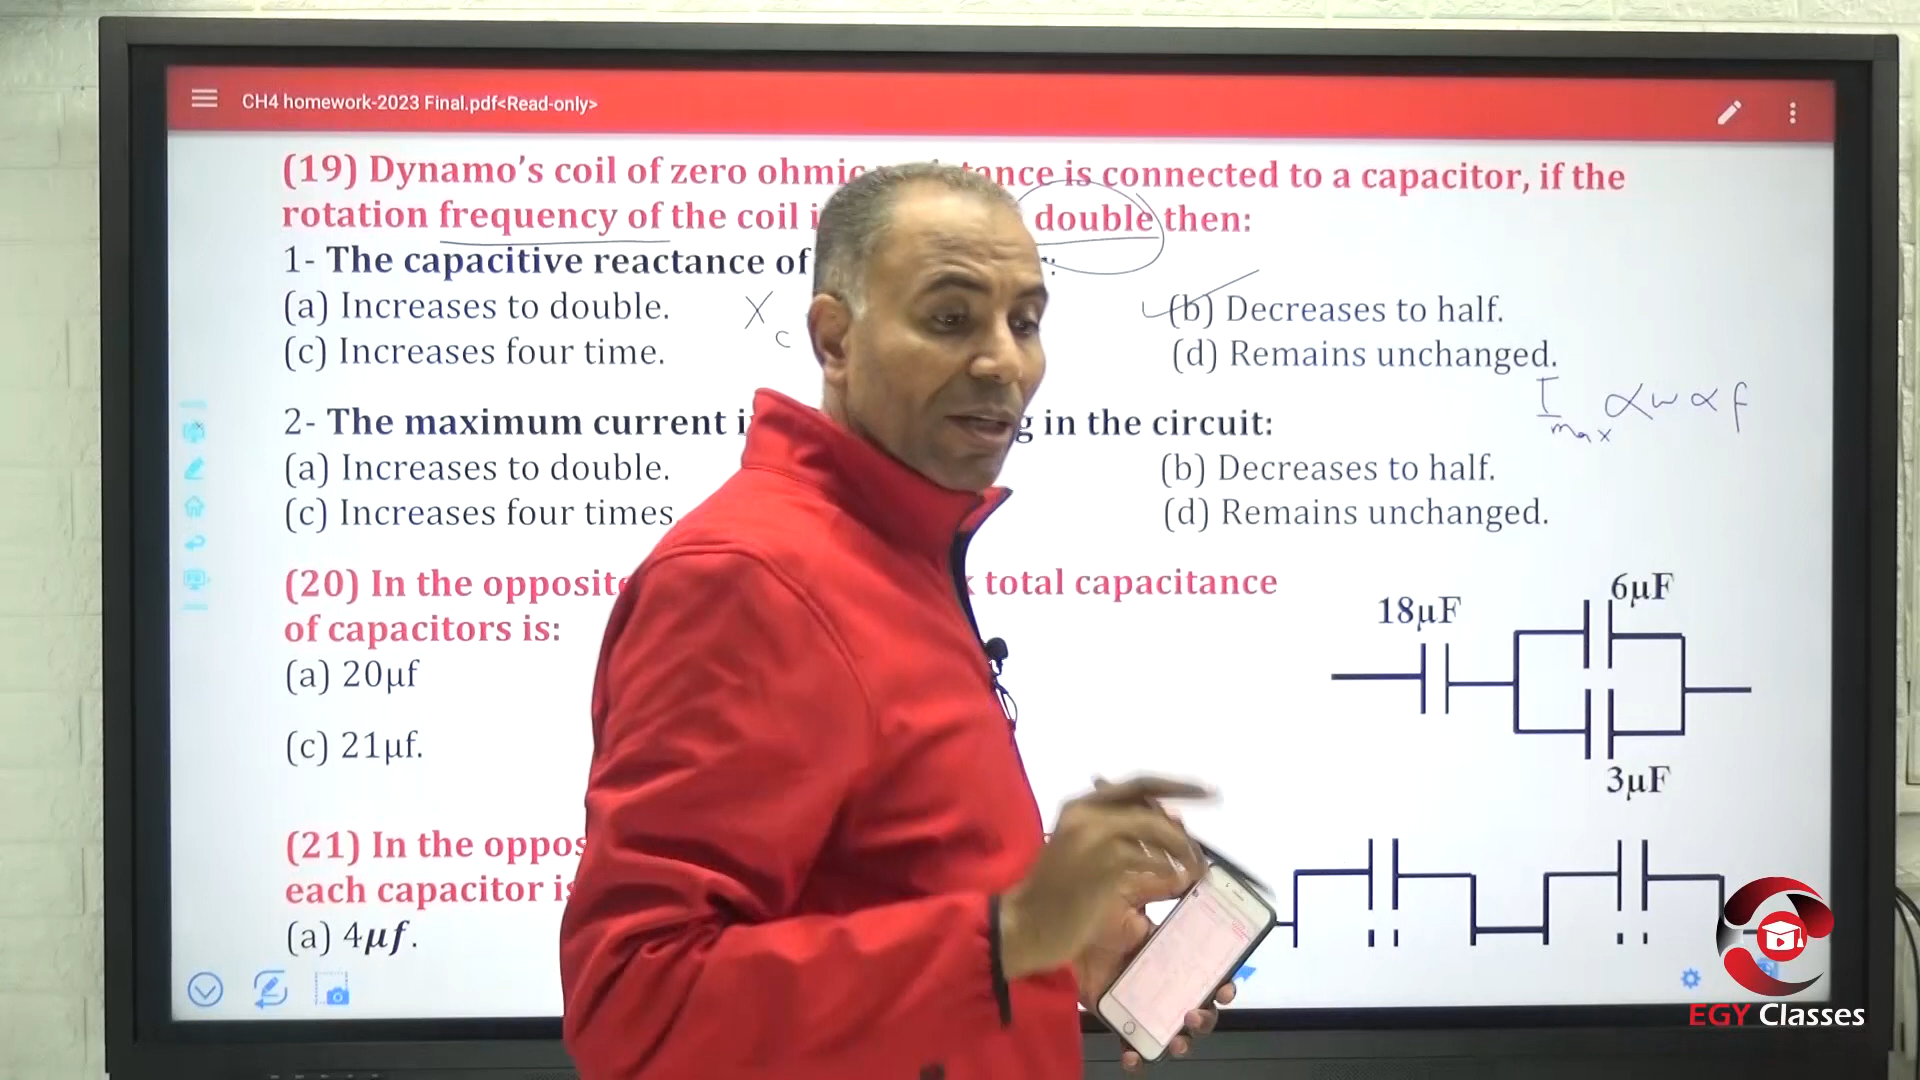 CH4 homework-2023 Final.pdf<Read-only>
(19) Dynamo's coil of zero ohmic is connected to a capacitor, if the
rotation frequency of the coil double then:
1- The capacitive reactance of
(a) Increases to double. X c (b) Decreases to half.
(c) Increases four time. (d) Remains unchanged.
I max ∝ w ∝ f
2- The maximum current in the circuit:
(a) Increases to double. (b) Decreases to half.
(c) Increases four times. (d) Remains unchanged.
(20) In the opposite total capacitance
of capacitors is:
(a) 20μf
(c) 21μf.
18μF
6μF
3μF
(21) In the oppos
each capacitor is
(a) 4μf.
EGY Classes